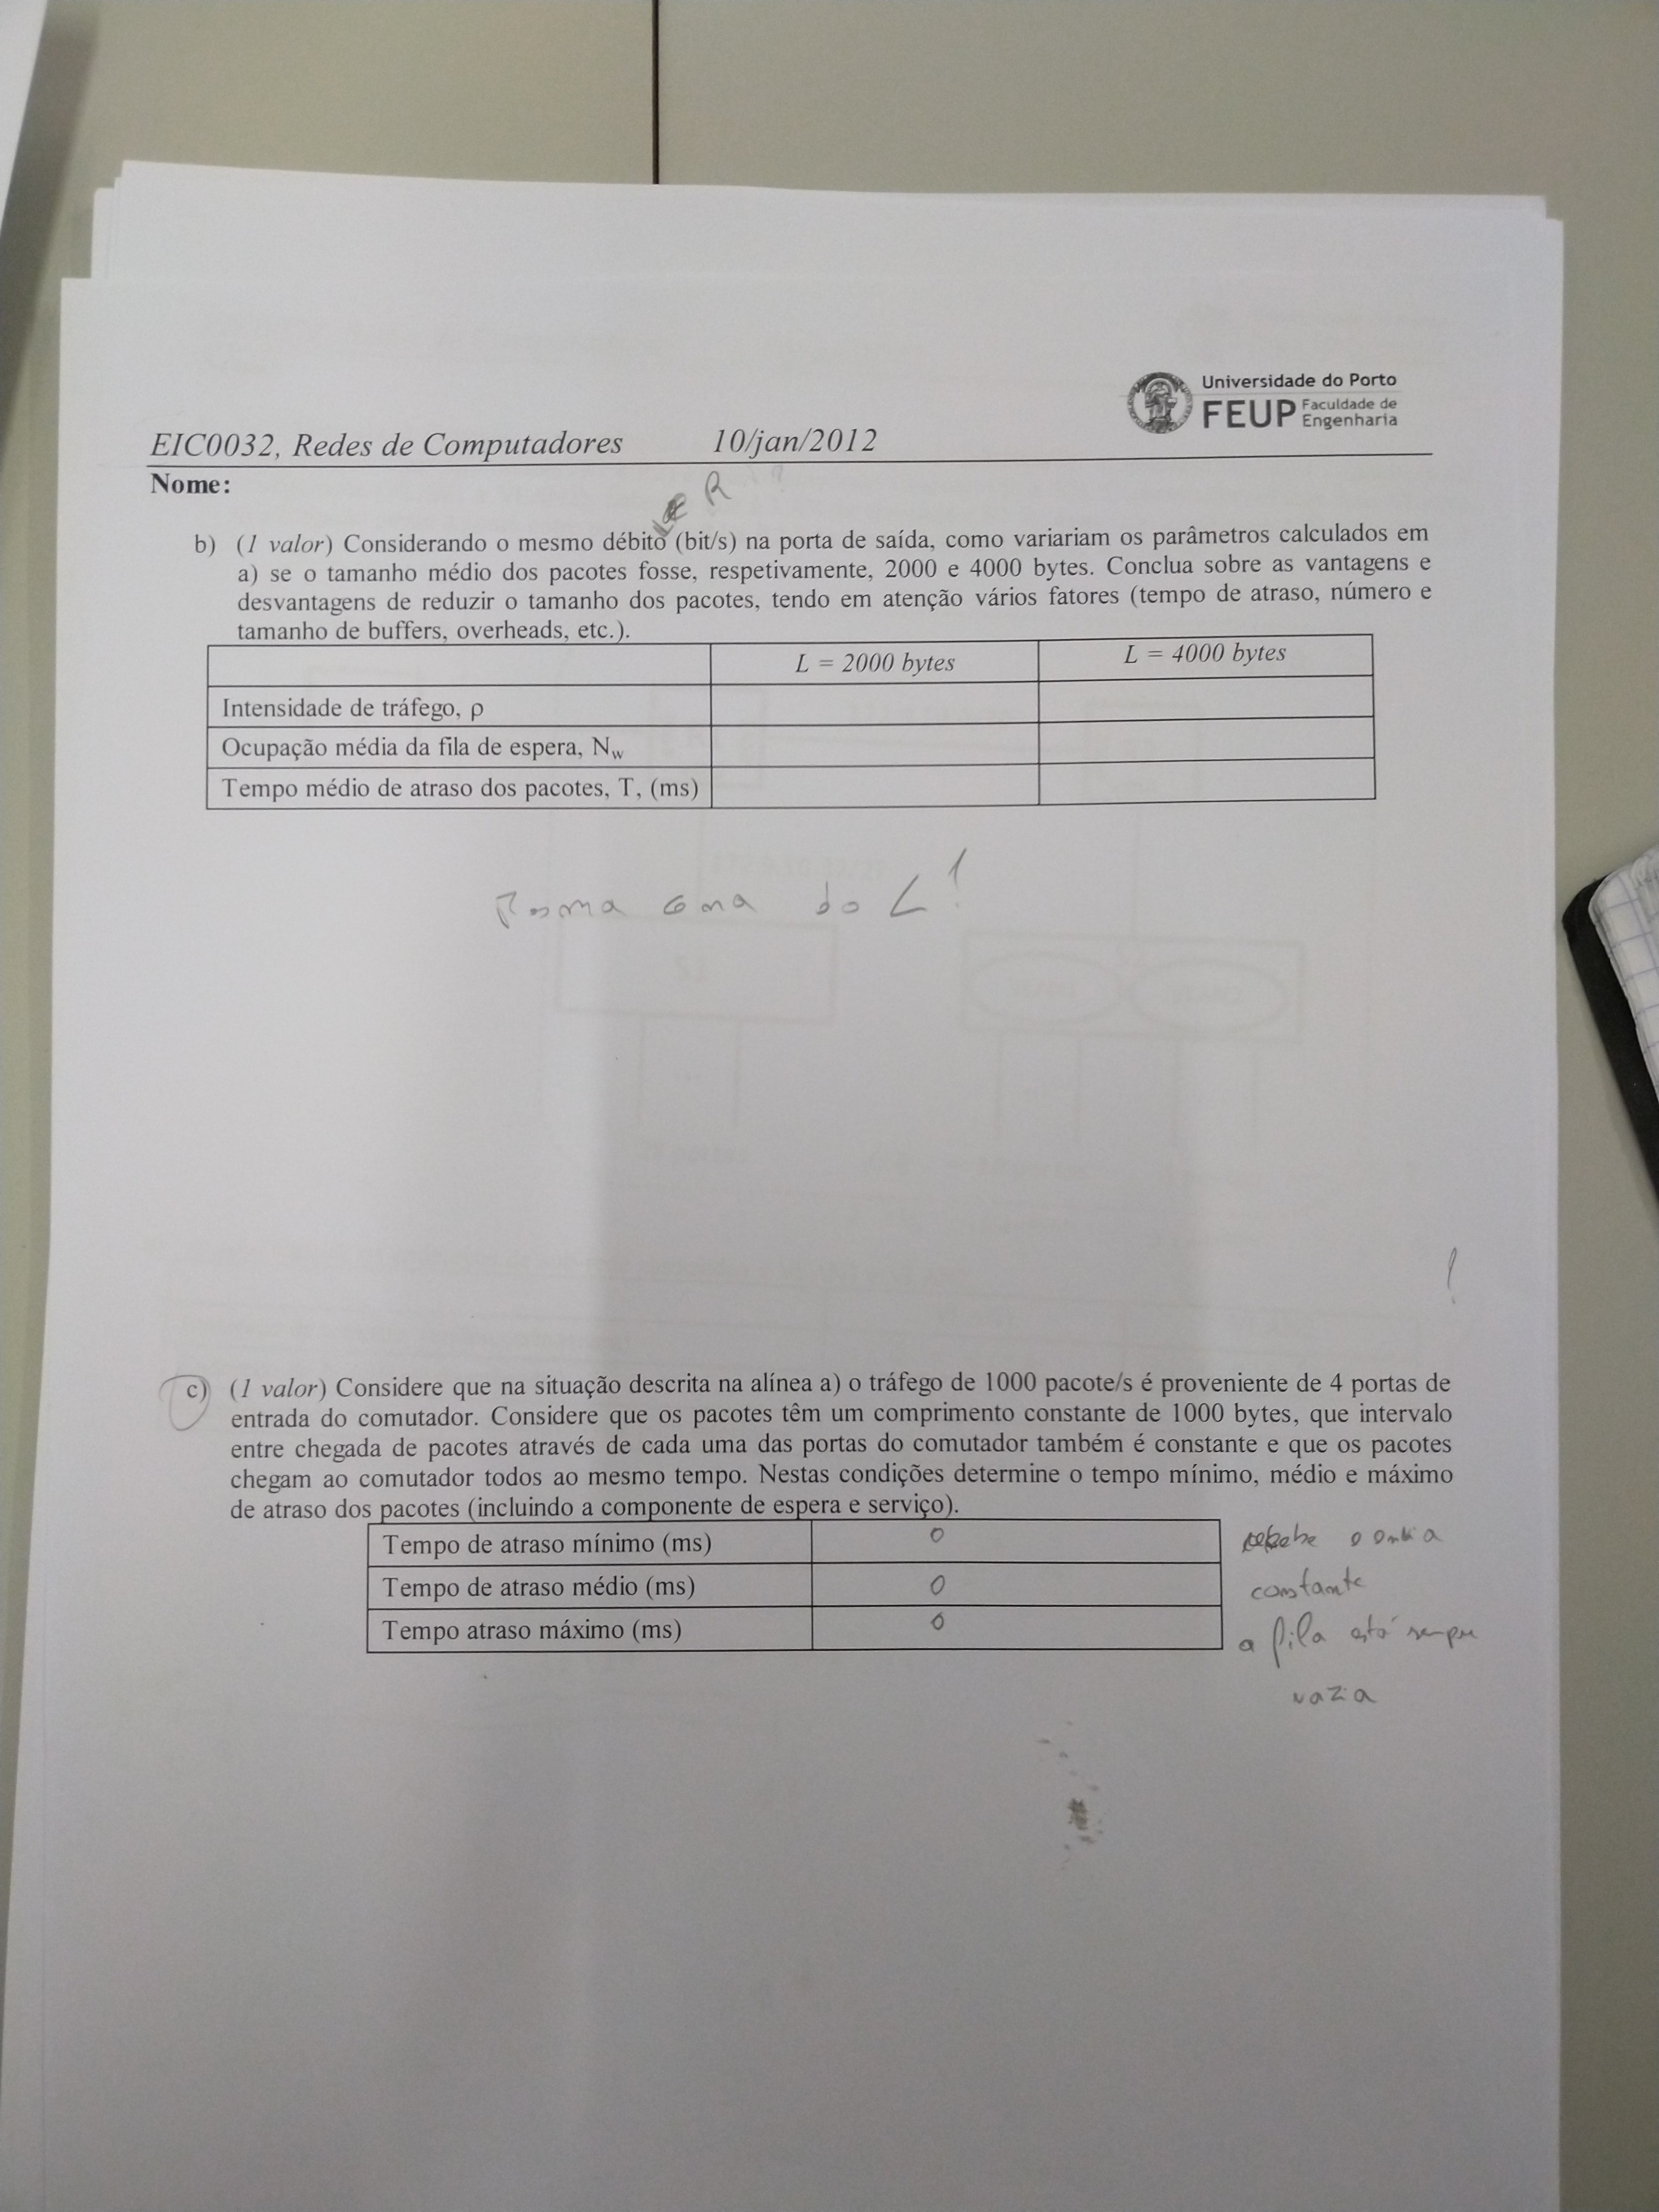 Universidade do Porto
FEUP Faculdade de Engenharia
EIC0032, Redes de Computadores 10/jan/2012
Nome:
R
b) (1 valor) Considerando o mesmo débito (bit/s) na porta de saída, como variariam os parâmetros calculados em
a) se o tamanho médio dos pacotes fosse, respetivamente, 2000 e 4000 bytes. Conclua sobre as vantagens e
desvantagens de reduzir o tamanho dos pacotes, tendo em atenção vários fatores (tempo de atraso, número e
tamanho de buffers, overheads, etc.).
L = 2000 bytes L = 4000 bytes
Intensidade de tráfego, ρ
Ocupação média da fila de espera, Nw
Tempo médio de atraso dos pacotes, T, (ms)
do L!
!
c) (1 valor) Considere que na situação descrita na alínea a) o tráfego de 1000 pacote/s é proveniente de 4 portas de
entrada do comutador. Considere que os pacotes têm um comprimento constante de 1000 bytes, que intervalo
entre chegada de pacotes através de cada uma das portas do comutador também é constante e que os pacotes
chegam ao comutador todos ao mesmo tempo. Nestas condições determine o tempo mínimo, médio e máximo
de atraso dos pacotes (incluindo a componente de espera e serviço).
Tempo de atraso mínimo (ms) 0
Tempo de atraso médio (ms) 0
Tempo atraso máximo (ms) 0
constante
a fila está sempre
vazia